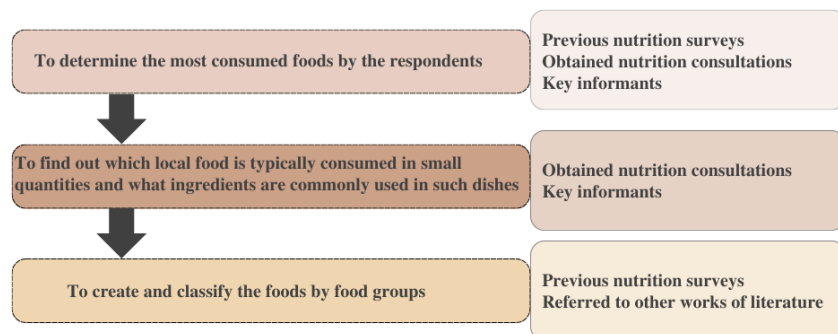 To determine the most consumed foods by the respondents
Previous nutrition surveys
Obtained nutrition consultations
Key informants
To find out which local food is typically consumed in small
quantities and what ingredients are commonly used in such dishes
Obtained nutrition consultations
Key informants
To create and classify the foods by food groups
Previous nutrition surveys
Referred to other works of literature